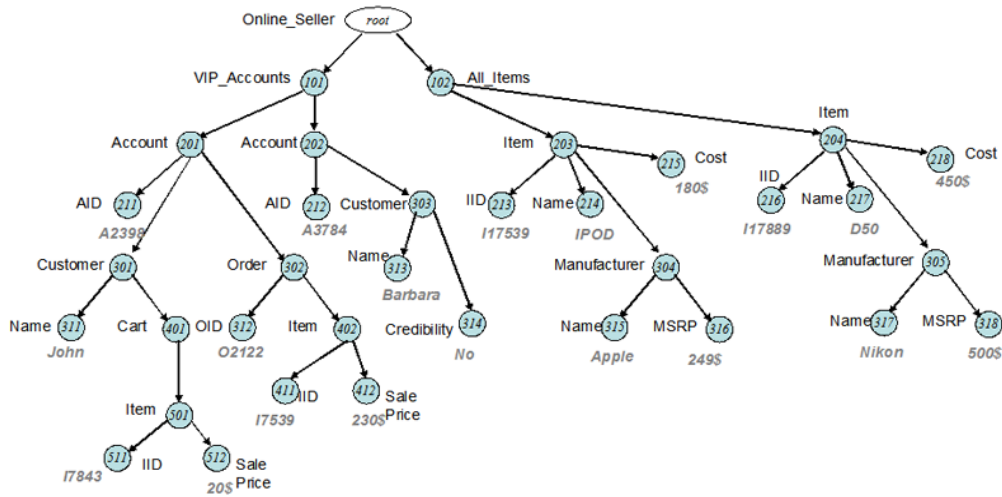 Online_Seller root
VIP_Accounts 101 102 All_Items
Account 201 Account 202 Item 203 Item 204
215 Cost 218 Cost
180$ 450$
AID 211 AID 212 Customer 303 IID 213 Name 214 IID 216 Name 217
A2398 A3784 I17539 IPOD I17889 D50
Customer 301 Order 302 Name 313 Manufacturer 304 Manufacturer 305
Barbara
Name 311 Cart 401 OID 312 Item 402 Credibility 314 Name 315 MSRP 316 Name 317 MSRP 318
John O2122 No Apple 249$ Nikon 500$
411 IID 412 Sale Price
I7539 230$
Item 501
511 IID 512 Sale Price
I7843 20$